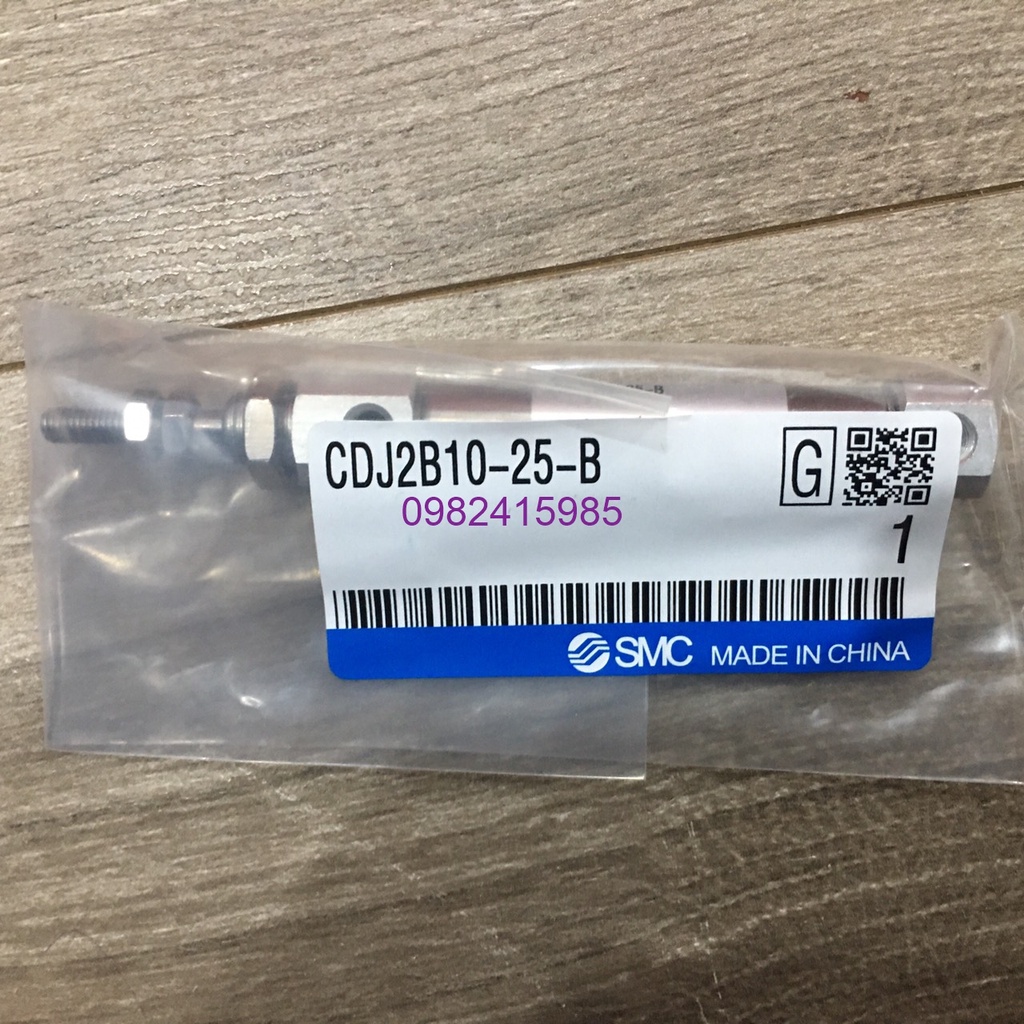 CDJ2B10-25-B
G
0982415985
1
SMC MADE IN CHINA